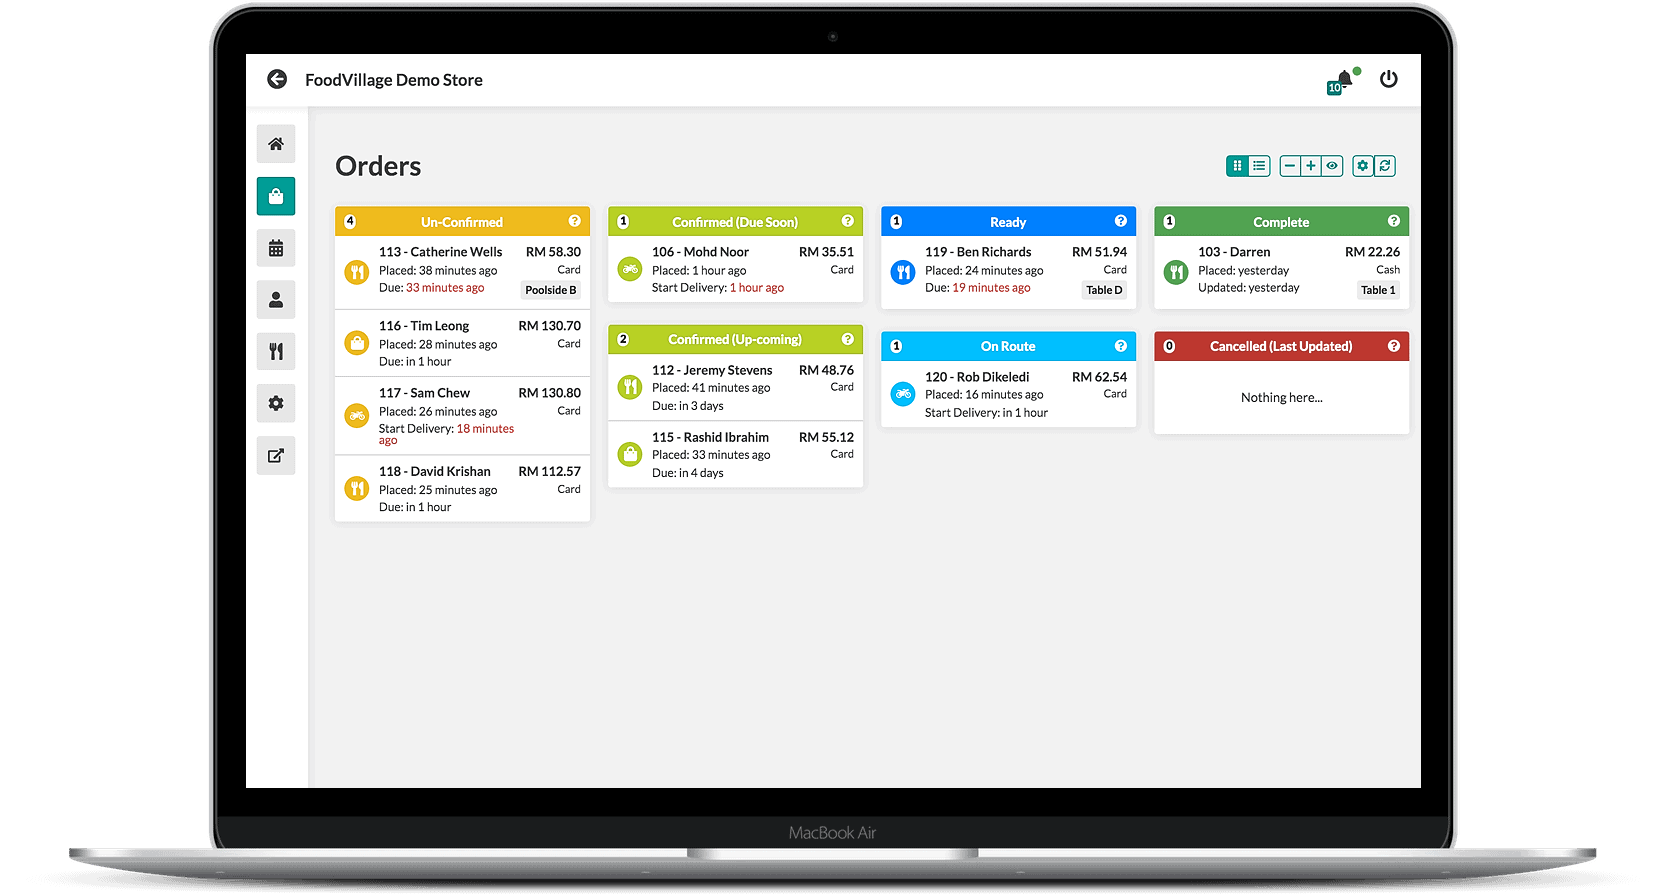 FoodVillage Demo Store
10
Orders
4 Un-Confirmed ?
113 - Catherine Wells RM 58.30
Placed: 38 minutes ago Card
Due: 33 minutes ago Poolside B
116 - Tim Leong RM 130.70
Placed: 28 minutes ago Card
Due: in 1 hour
117 - Sam Chew RM 130.80
Placed: 26 minutes ago Card
Start Delivery: 18 minutes
ago
118 - David Krishan RM 112.57
Placed: 25 minutes ago Card
Due: in 1 hour
1 Confirmed (Due Soon) ?
106 - Mohd Noor RM 35.51
Placed: 1 hour ago Card
Start Delivery: 1 hour ago
2 Confirmed (Up-coming) ?
112 - Jeremy Stevens RM 48.76
Placed: 41 minutes ago Card
Due: in 3 days
115 - Rashid Ibrahim RM 55.12
Placed: 33 minutes ago Card
Due: in 4 days
1 Ready ?
119 - Ben Richards RM 51.94
Placed: 24 minutes ago Card
Due: 19 minutes ago Table D
1 On Route ?
120 - Rob Dikeledi RM 62.54
Placed: 16 minutes ago Card
Start Delivery: in 1 hour
1 Complete ?
103 - Darren RM 22.26
Placed: yesterday Cash
Updated: yesterday Table 1
0 Cancelled (Last Updated) ?
Nothing here...
MacBook Air